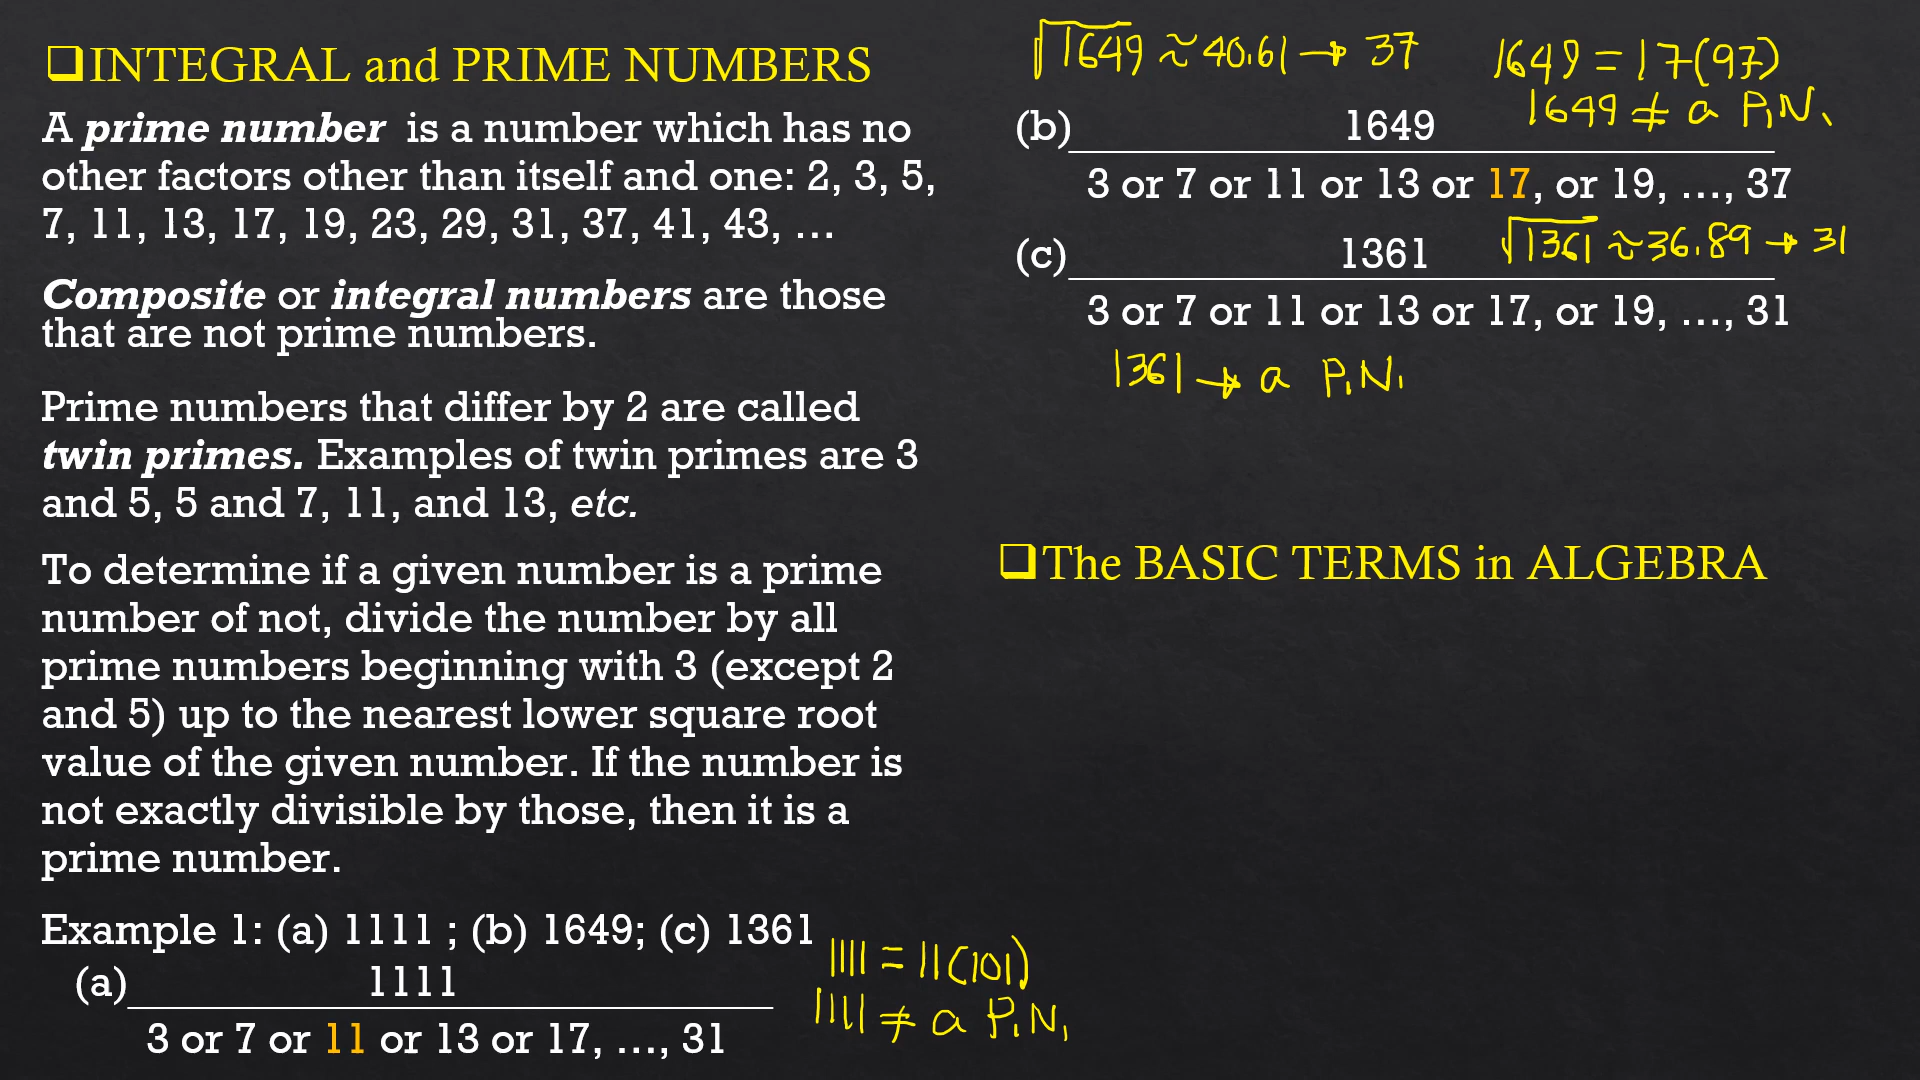 ❑INTEGRAL and PRIME NUMBERS
A prime number is a number which has no
other factors other than itself and one: 2, 3, 5,
7, 11, 13, 17, 19, 23, 29, 31, 37, 41, 43, …
Composite or integral numbers are those
that are not prime numbers.
Prime numbers that differ by 2 are called
twin primes. Examples of twin primes are 3
and 5, 5 and 7, 11, and 13, etc.
To determine if a given number is a prime
number of not, divide the number by all
prime numbers beginning with 3 (except 2
and 5) up to the nearest lower square root
value of the given number. If the number is
not exactly divisible by those, then it is a
prime number.
Example 1: (a) 1111 ; (b) 1649; (c) 1361
(a) 1111
3 or 7 or 11 or 13 or 17, …, 31
1111 = 11(101)
1111 ≠ a P.N.
√1649 ≈ 40.61 → 37
1649 = 17(97)
1649 ≠ a P.N.
(b) 1649
3 or 7 or 11 or 13 or 17, or 19, …, 37
(c) 1361
√1361 ≈ 36.89 → 31
3 or 7 or 11 or 13 or 17, or 19, …, 31
1361 → a P.N.
❑The BASIC TERMS in ALGEBRA